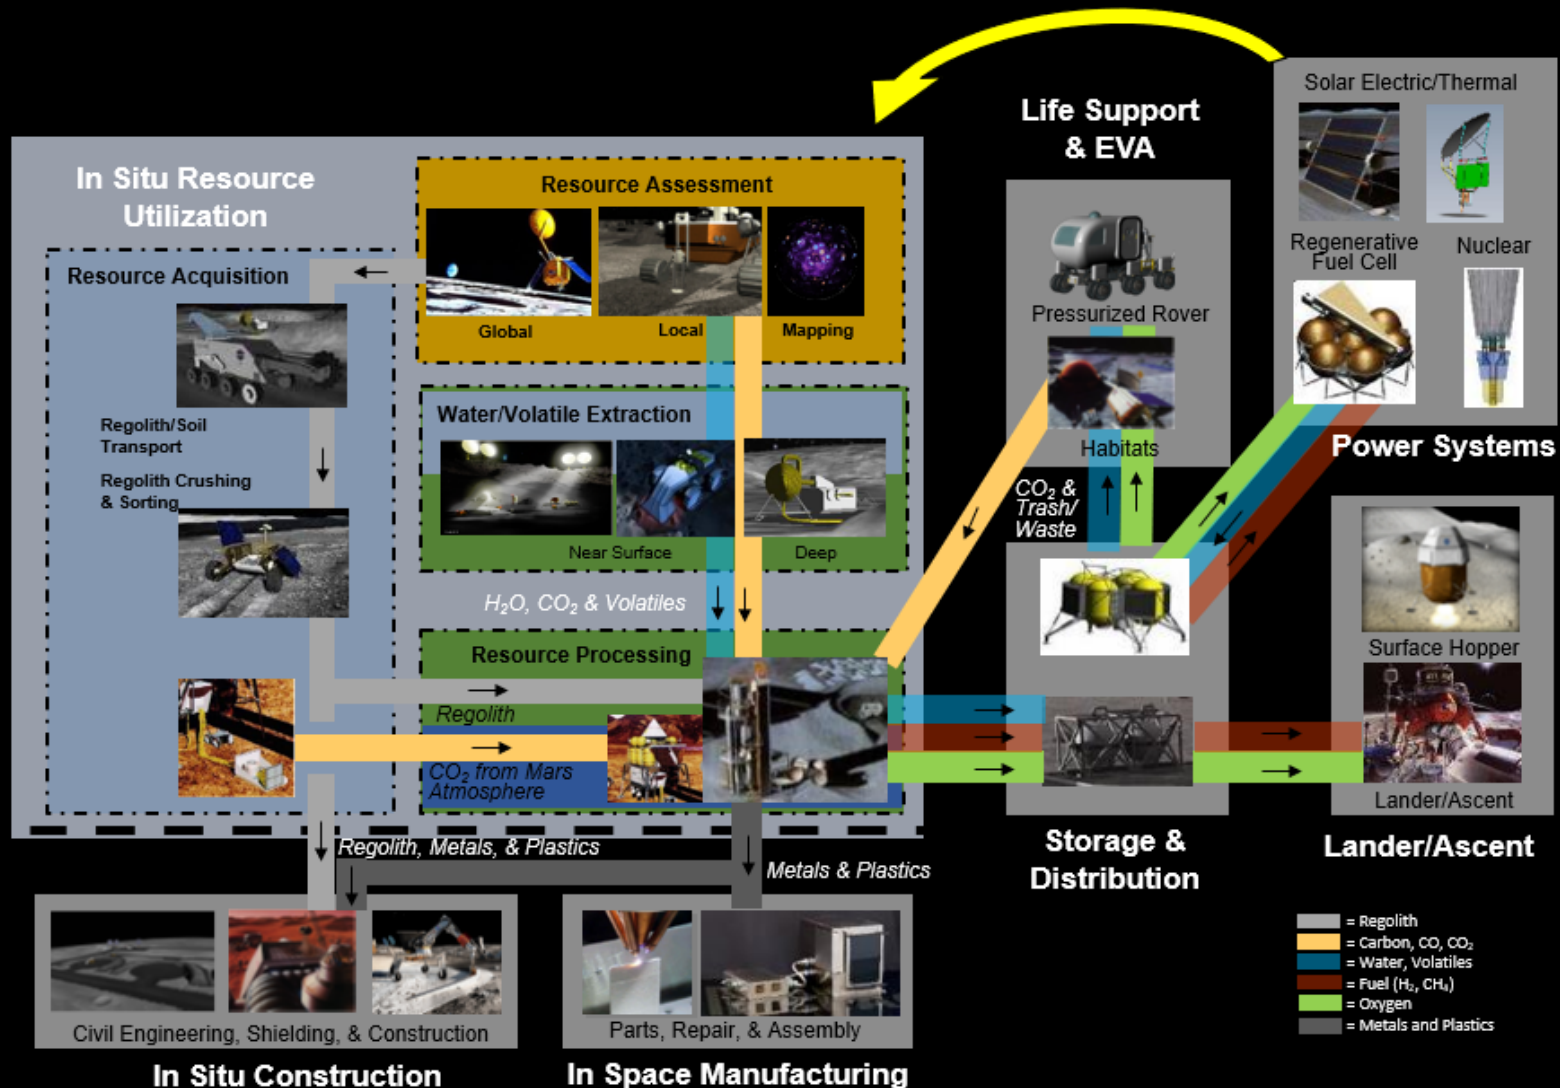 In Situ Resource
Utilization
Resource Assessment
Global
Local
Mapping
Resource Acquisition
Regolith/Soil
Transport
Regolith Crushing
& Sorting
Water/Volatile Extraction
Near Surface
Deep
H₂O, CO₂ & Volatiles
Resource Processing
Regolith
CO₂ from Mars
Atmosphere
Regolith, Metals, & Plastics
Metals & Plastics
Civil Engineering, Shielding, & Construction
In Situ Construction
Parts, Repair, & Assembly
In Space Manufacturing
Life Support
& EVA
Pressurized Rover
Habitats
CO₂ &
Trash/
Waste
Storage &
Distribution
Solar Electric/Thermal
Regenerative
Fuel Cell
Nuclear
Power Systems
Surface Hopper
Lander/Ascent
Lander/Ascent
= Regolith
= Carbon, CO, CO₂
= Water, Volatiles
= Fuel (H₂, CH₄)
= Oxygen
= Metals and Plastics